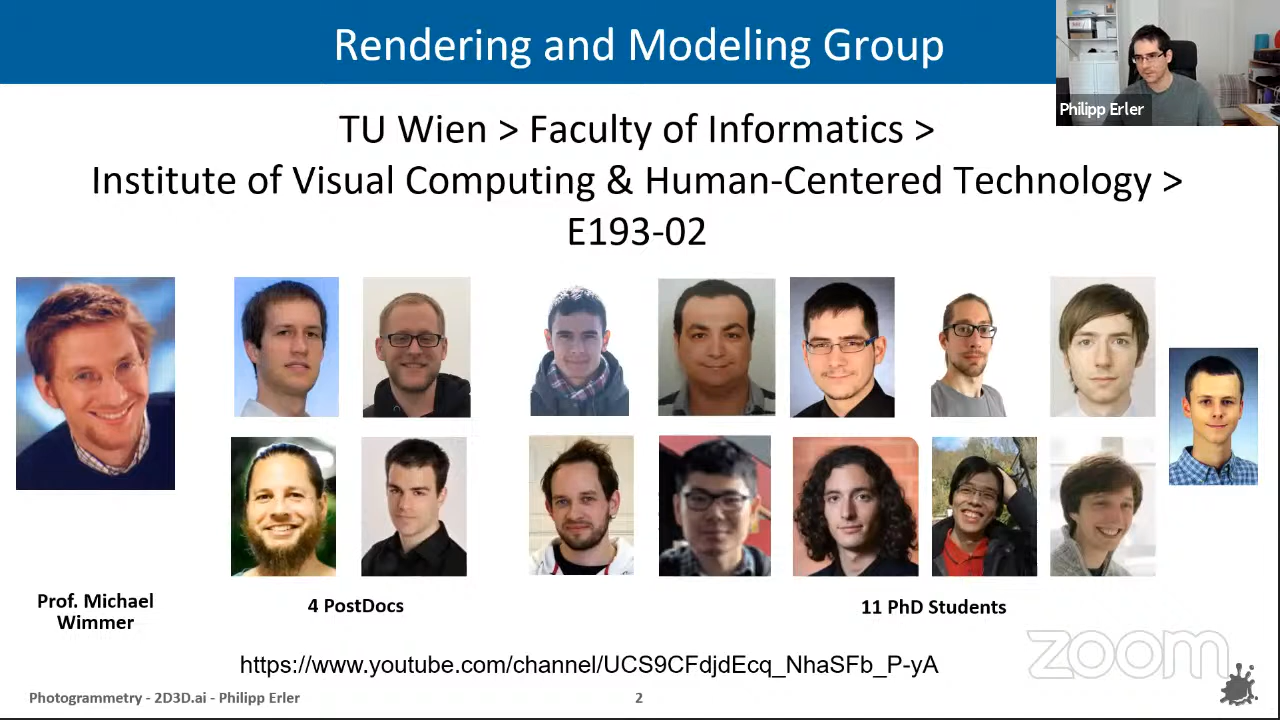 Rendering and Modeling Group
Philipp Erler
TU Wien > Faculty of Informatics >
Institute of Visual Computing & Human-Centered Technology >
E193-02
Prof. Michael
Wimmer
4 PostDocs
11 PhD Students
https://www.youtube.com/channel/UCS9CFdjdEcq_NhaSFb_P-yA
zoom
Photogrammetry - 2D3D.ai - Philipp Erler
2